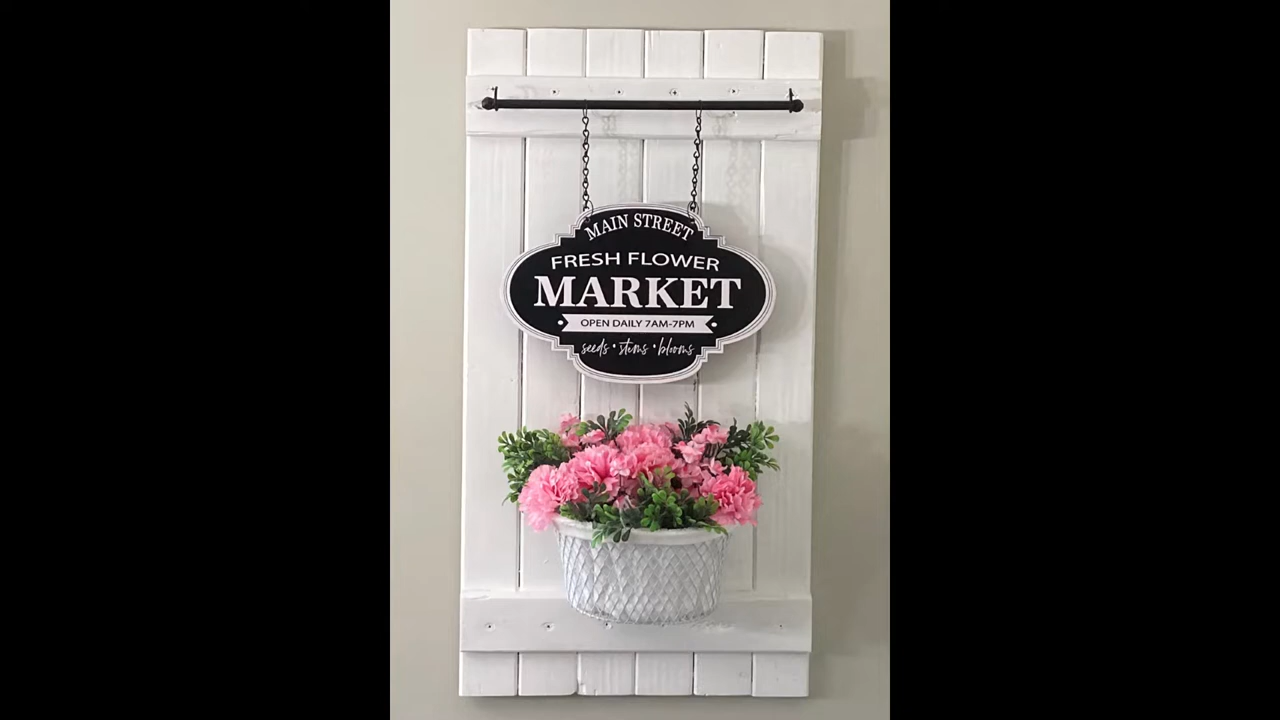 MAIN STREET
FRESH FLOWER
MARKET
OPEN DAILY 7AM-7PM
seeds • stems • blooms